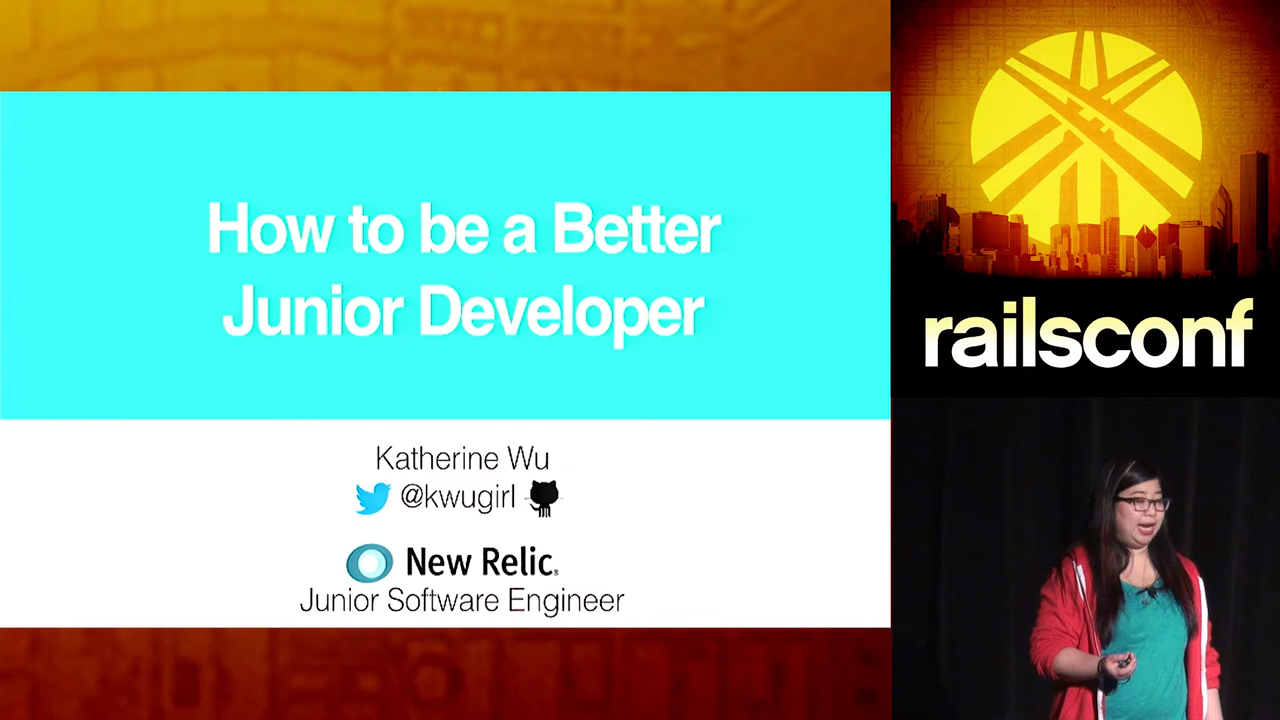 How to be a Better
Junior Developer
Katherine Wu
@kwugirl
New Relic®
Junior Software Engineer
railsconf